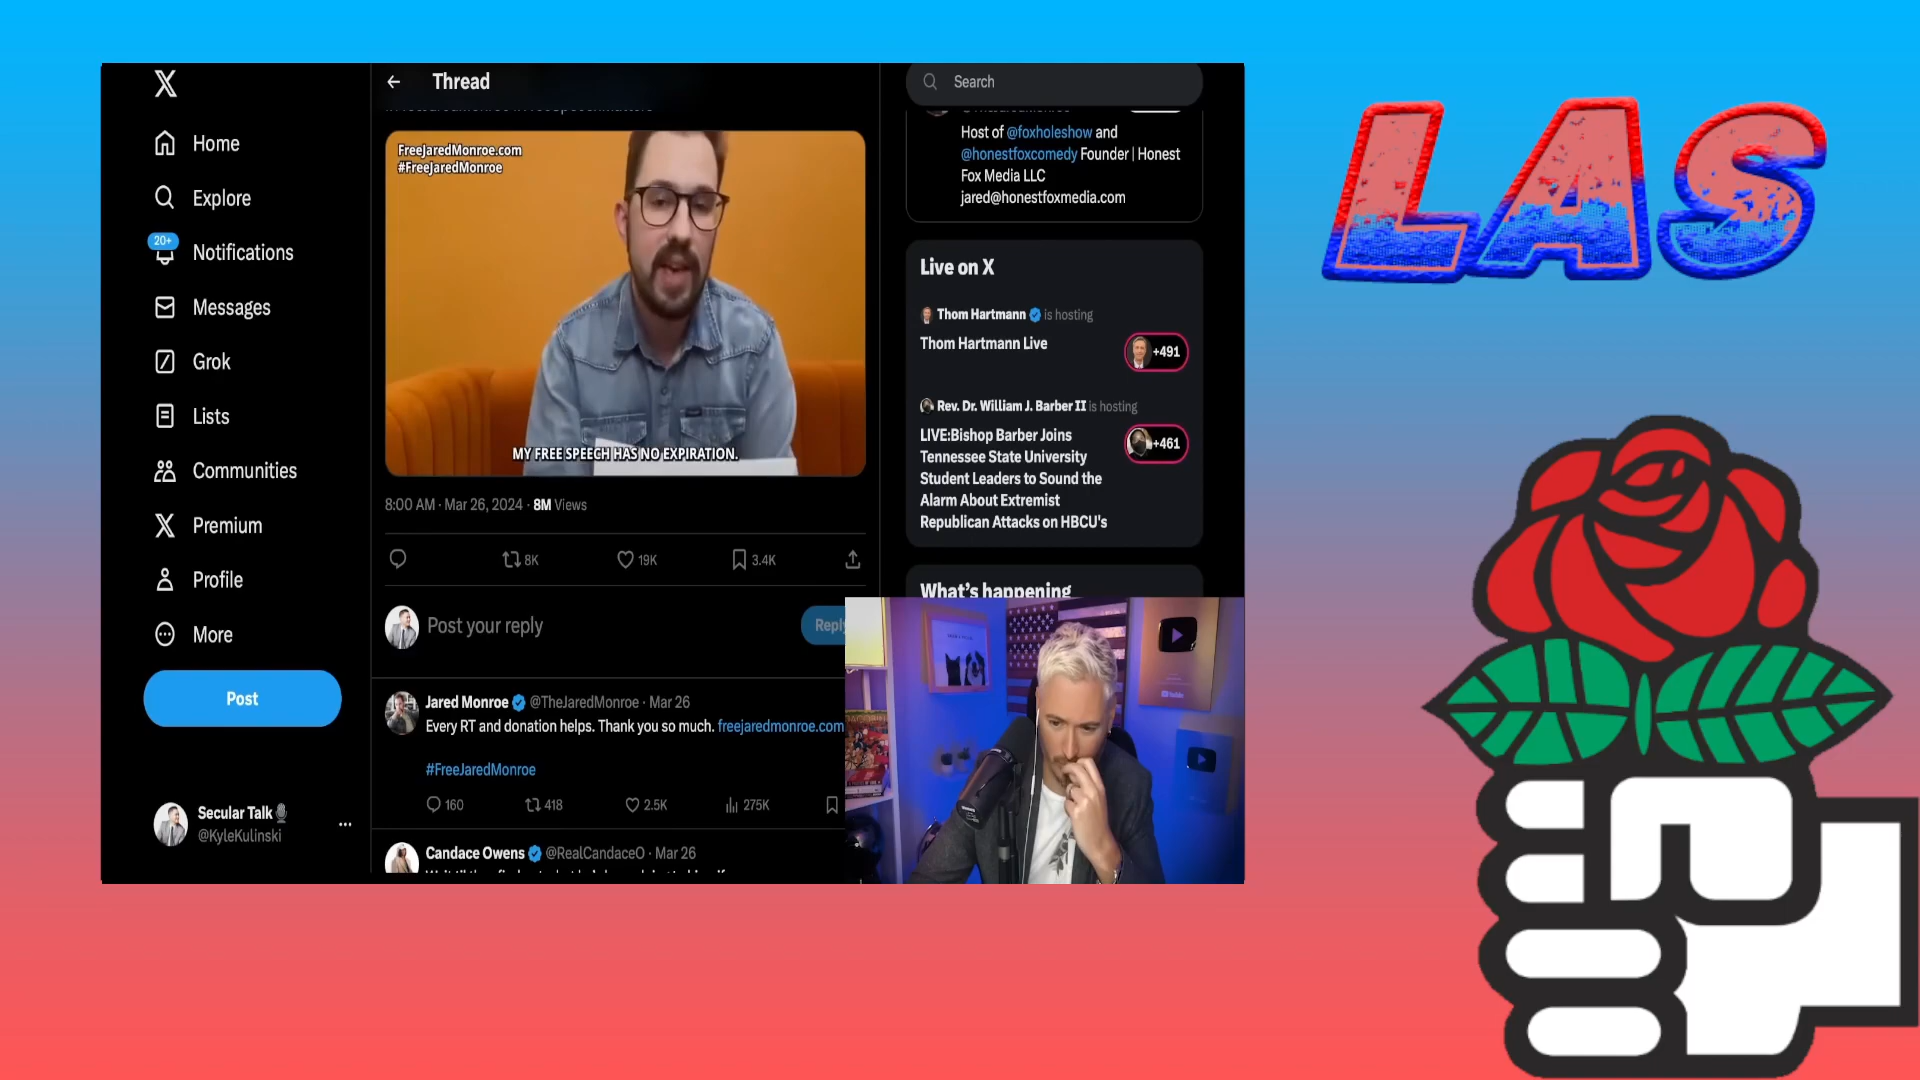 Home
Explore
20+
Notifications
Messages
Grok
Lists
Communities
Premium
Profile
More
Post
Secular Talk
@KyleKulinski
Thread
FreeJaredMonroe.com
#FreeJaredMonroe
MY FREE SPEECH HAS NO EXPIRATION.
8:00 AM · Mar 26, 2024 · 8M Views
8K
19K
3.4K
Post your reply
Reply
Jared Monroe @TheJaredMonroe · Mar 26
Every RT and donation helps. Thank you so much. freejaredmonroe.com
#FreeJaredMonroe
160
418
2.5K
275K
Candace Owens @RealCandaceO · Mar 26
Search
Host of @foxholeshow and
@honestfoxcomedy Founder | Honest
Fox Media LLC
jared@honestfoxmedia.com
Live on X
Thom Hartmann is hosting
Thom Hartmann Live
+491
Rev. Dr. William J. Barber II is hosting
LIVE:Bishop Barber Joins
Tennessee State University
Student Leaders to Sound the
Alarm About Extremist
Republican Attacks on HBCU's
+461
What's happening
LAS